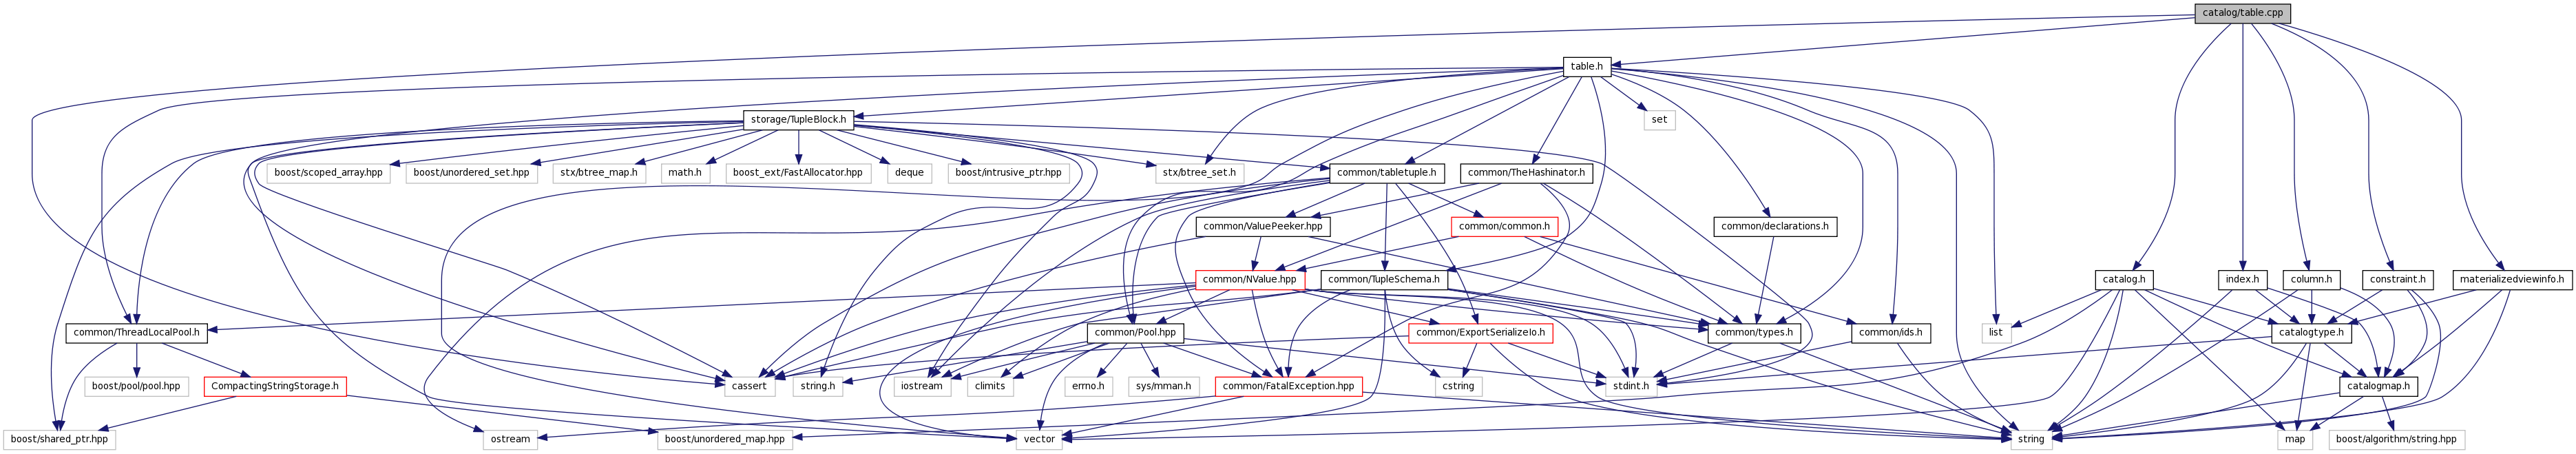 catalog/table.cpp
table.h
storage/TupleBlock.h
set
boost/scoped_array.hpp
boost/unordered_set.hpp
stx/btree_map.h
math.h
boost_ext/FastAllocator.hpp
deque
boost/intrusive_ptr.hpp
stx/btree_set.h
common/tabletuple.h
common/TheHashinator.h
common/ValuePeeker.hpp
common/common.h
common/declarations.h
common/NValue.hpp
common/TupleSchema.h
catalog.h
index.h
column.h
constraint.h
materializedviewinfo.h
common/ThreadLocalPool.h
common/Pool.hpp
common/ExportSerializeIo.h
common/types.h
common/ids.h
list
catalogtype.h
boost/pool/pool.hpp
CompactingStringStorage.h
cassert
string.h
iostream
climits
errno.h
sys/mman.h
common/FatalException.hpp
cstring
stdint.h
catalogmap.h
boost/shared_ptr.hpp
ostream
boost/unordered_map.hpp
vector
string
map
boost/algorithm/string.hpp